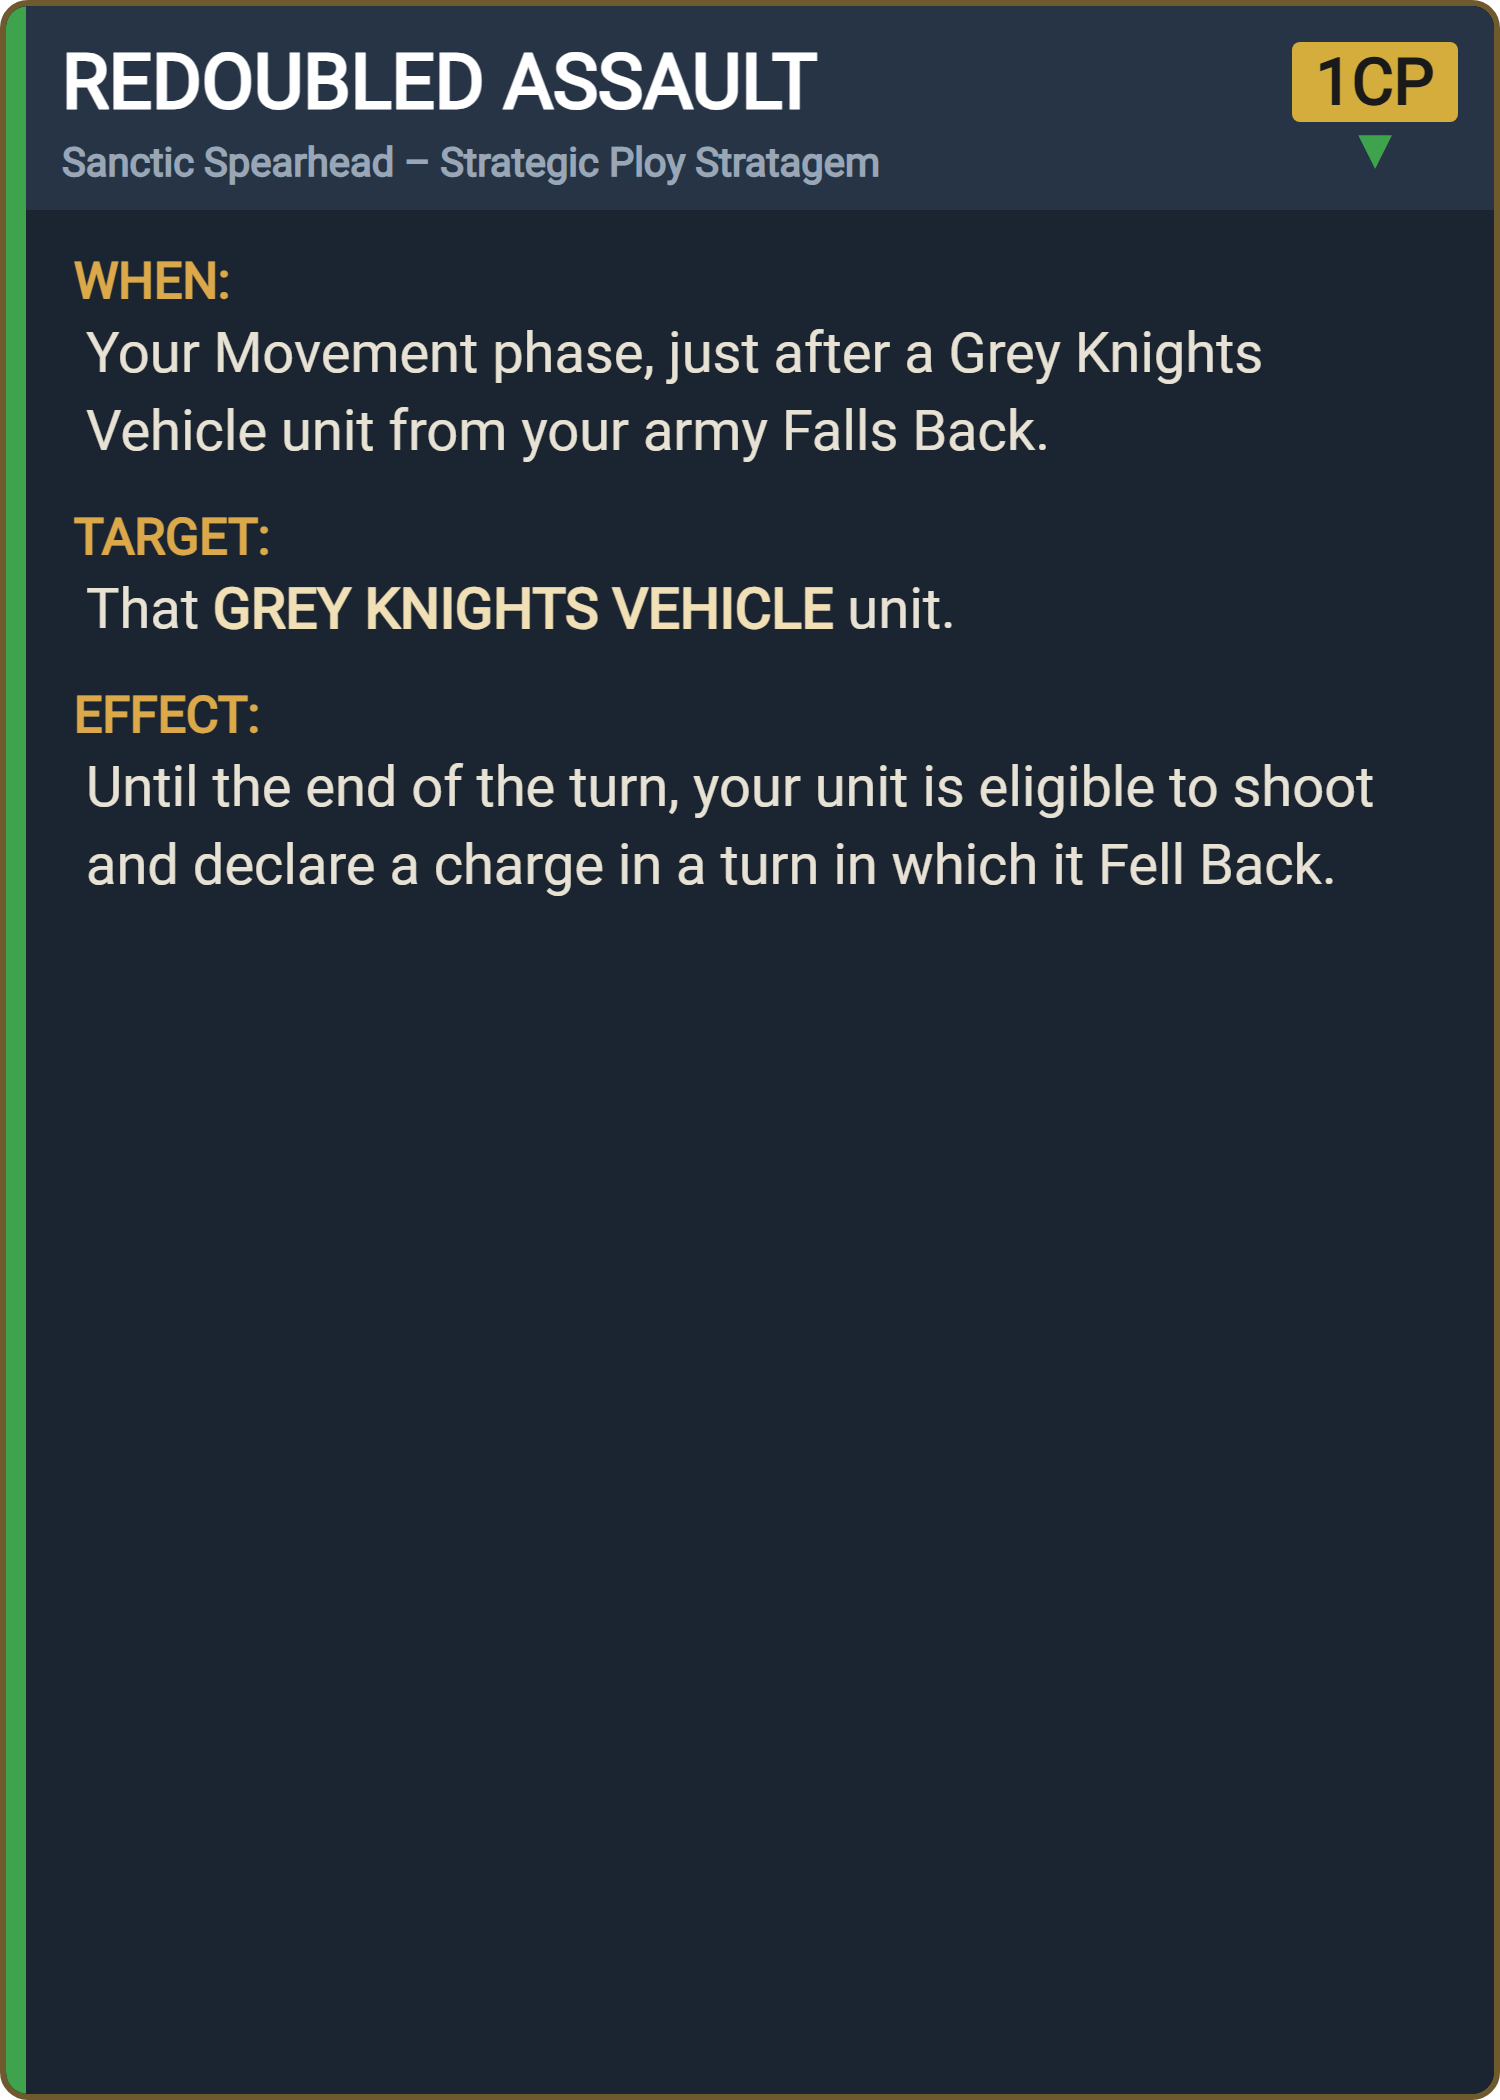 REDOUBLED ASSAULT
1CP
Sanctic Spearhead – Strategic Ploy Stratagem
WHEN:
Your Movement phase, just after a Grey Knights
Vehicle unit from your army Falls Back.
TARGET:
That GREY KNIGHTS VEHICLE unit.
EFFECT:
Until the end of the turn, your unit is eligible to shoot
and declare a charge in a turn in which it Fell Back.